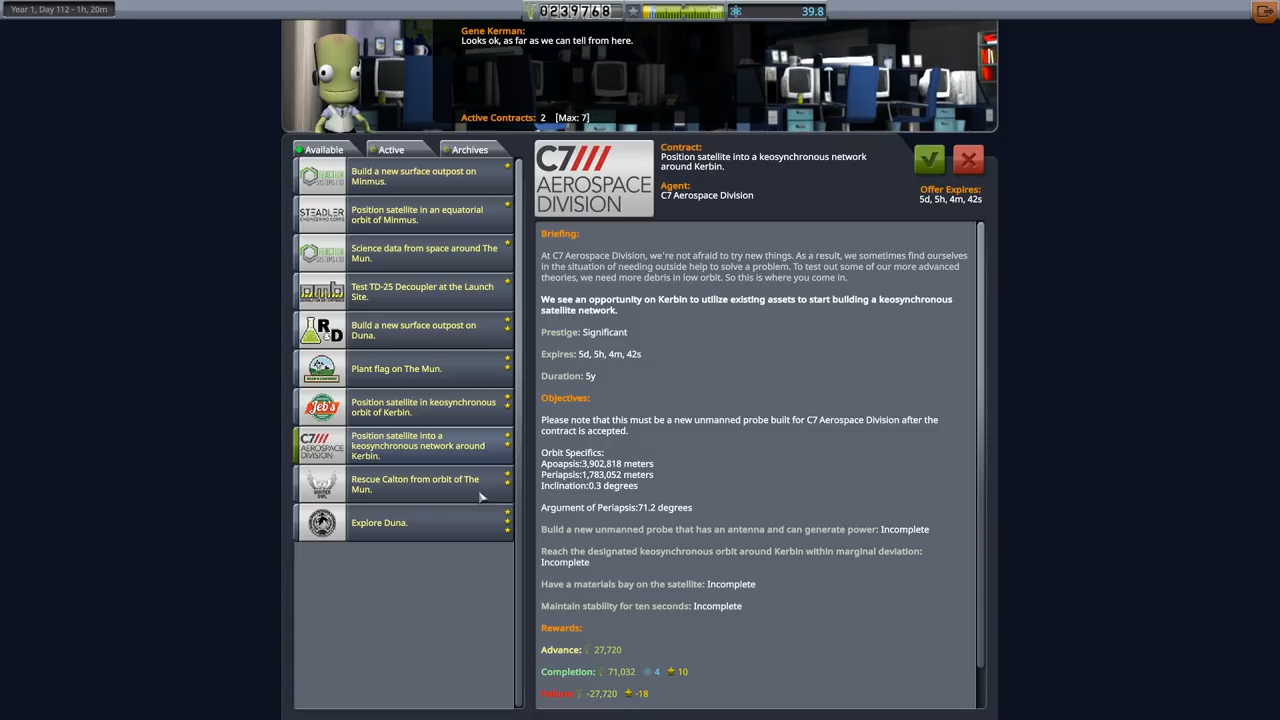 Year 1, Day 112 - 1h, 20m
0239768
39.8
Gene Kerman:
Looks ok, as far as we can tell from here.
Active Contracts: 2 [Max: 7]
Available
Active
Archives
Build a new surface outpost on
Minmus.
STEADLER
ENGINEERING CORPS
Position satellite in an equatorial
orbit of Minmus.
Science data from space around The
Mun.
Test TD-25 Decoupler at the Launch
Site.
R&D
Build a new surface outpost on
Duna.
Plant flag on The Mun.
Jeb's
Position satellite in keosynchronous
orbit of Kerbin.
C7
AEROSPACE
DIVISION
Position satellite into a
keosynchronous network around
Kerbin.
WINTER
OWL
Rescue Calton from orbit of The
Mun.
Explore Duna.
C7
AEROSPACE
DIVISION
Contract:
Position satellite into a keosynchronous network
around Kerbin.
Agent:
C7 Aerospace Division
Offer Expires:
5d, 5h, 4m, 42s
Briefing:
At C7 Aerospace Division, we're not afraid to try new things. As a result, we sometimes find ourselves
in the situation of needing outside help to solve a problem. To test out some of our more advanced
theories, we need more debris in low orbit. So this is where you come in.
We see an opportunity on Kerbin to utilize existing assets to start building a keosynchronous
satellite network.
Prestige: Significant
Expires: 5d, 5h, 4m, 42s
Duration: 5y
Objectives:
Please note that this must be a new unmanned probe built for C7 Aerospace Division after the
contract is accepted.
Orbit Specifics:
Apoapsis:3,902,818 meters
Periapsis:1,783,052 meters
Inclination:0.3 degrees
Argument of Periapsis:71.2 degrees
Build a new unmanned probe that has an antenna and can generate power: Incomplete
Reach the designated keosynchronous orbit around Kerbin within marginal deviation:
Incomplete
Have a materials bay on the satellite: Incomplete
Maintain stability for ten seconds: Incomplete
Rewards:
Advance: 27,720
Completion: 71,032 4 10
Failure: -27,720 -18